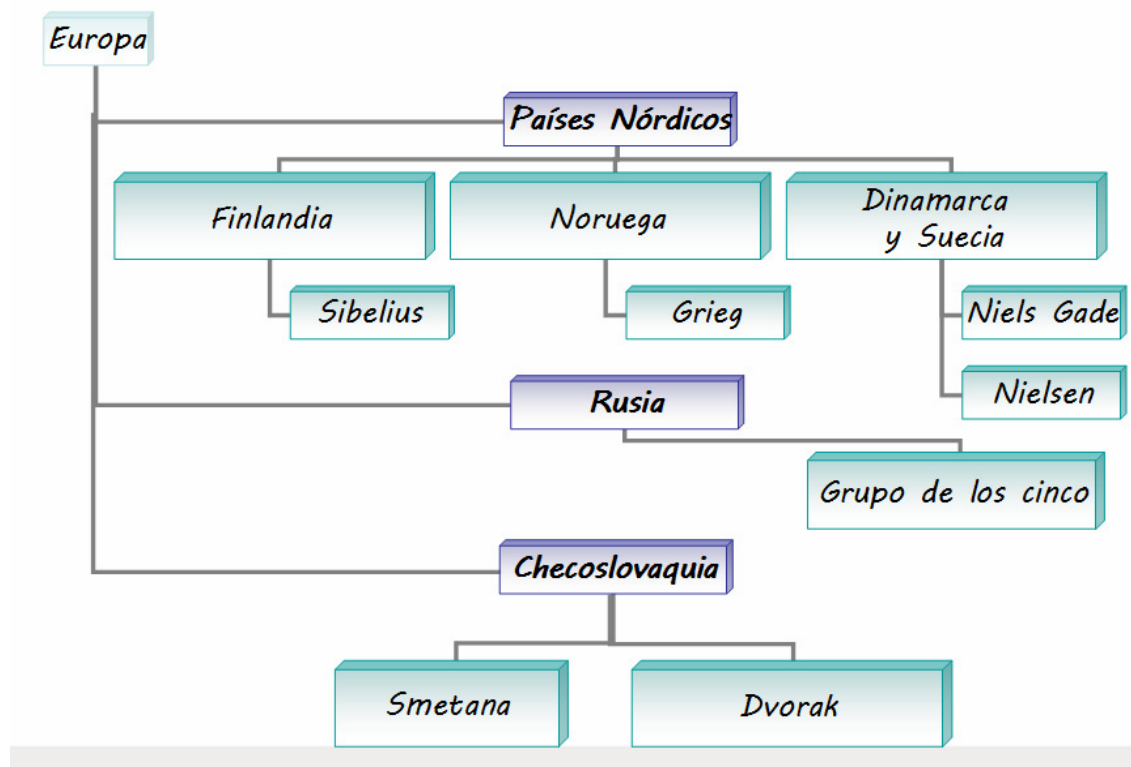 Europa
Países Nórdicos
Finlandia
Noruega
Dinamarca
y Suecia
Sibelius
Grieg
Niels Gade
Nielsen
Rusia
Grupo de los cinco
Checoslovaquia
Smetana
Dvorak